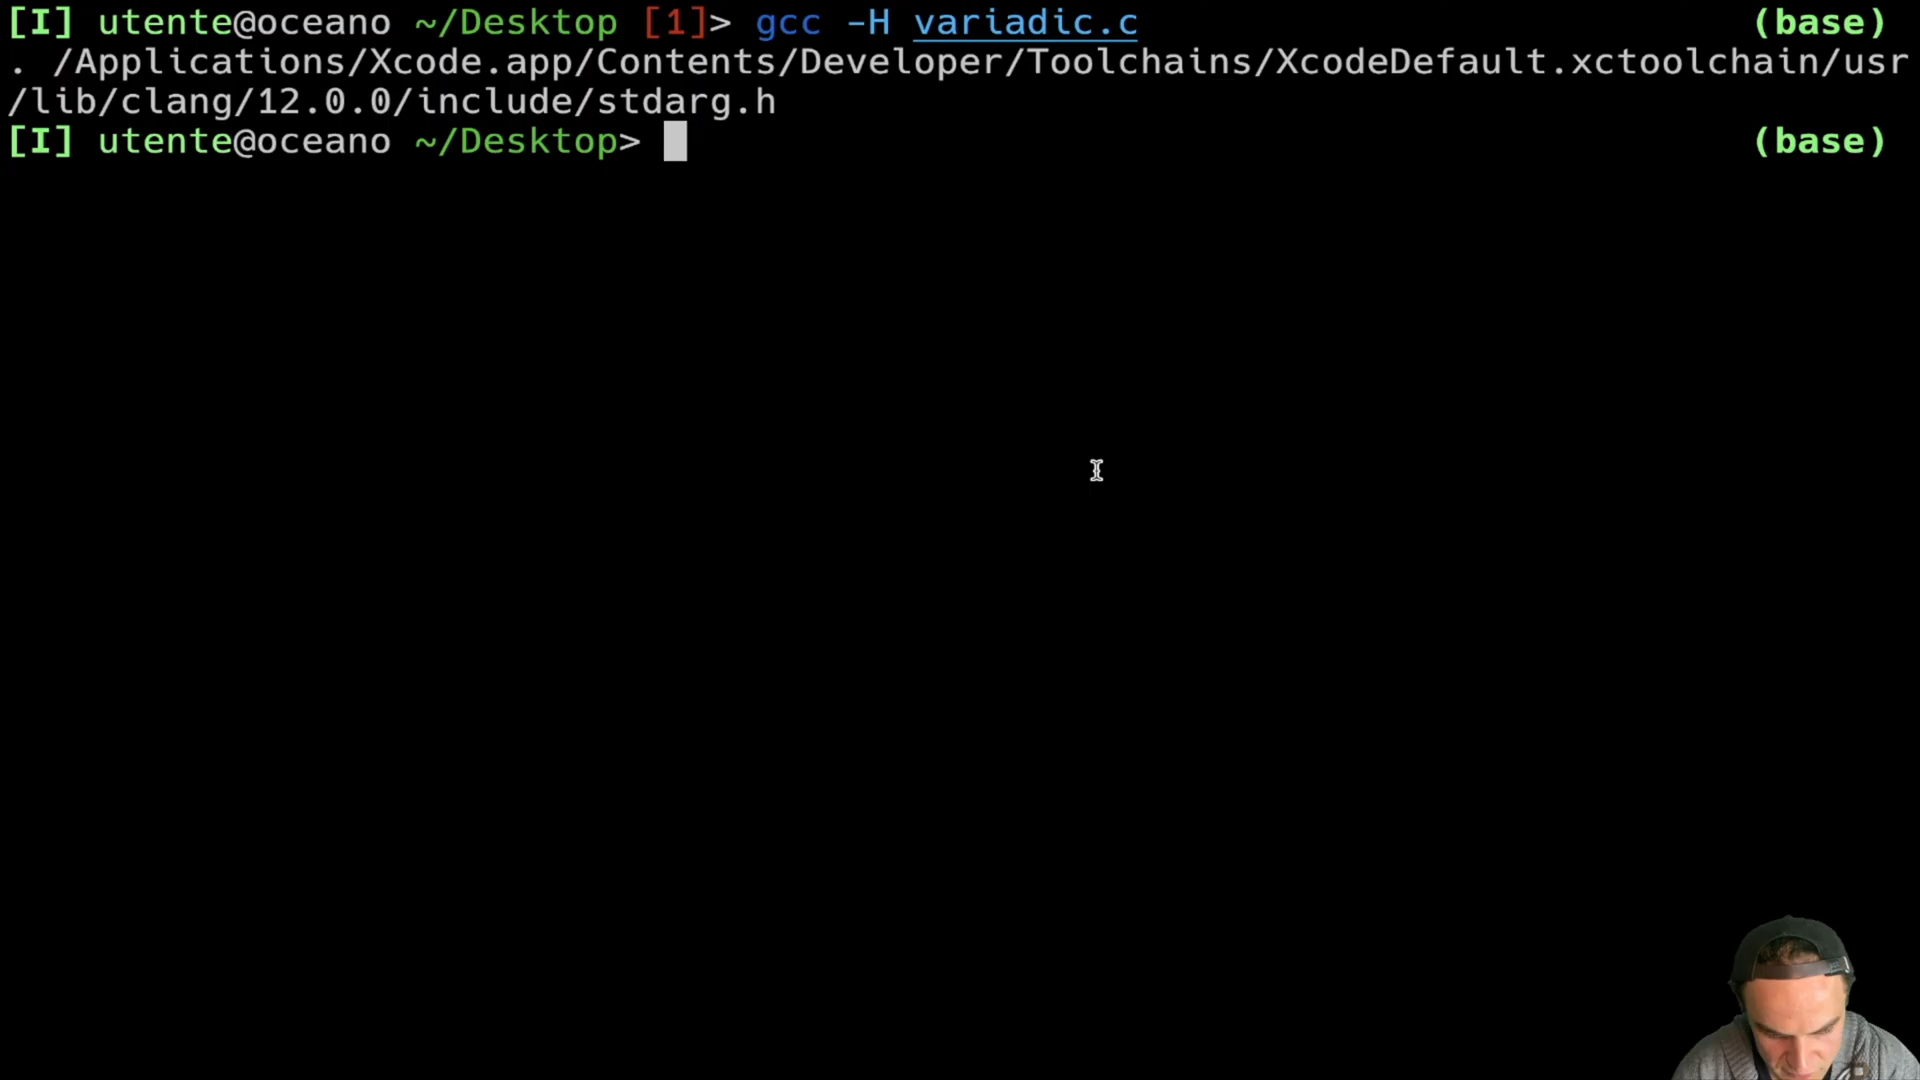 [I] utente@oceano ~/Desktop [1]> gcc -H variadic.c (base)
. /Applications/Xcode.app/Contents/Developer/Toolchains/XcodeDefault.xctoolchain/usr
/lib/clang/12.0.0/include/stdarg.h
[I] utente@oceano ~/Desktop> (base)